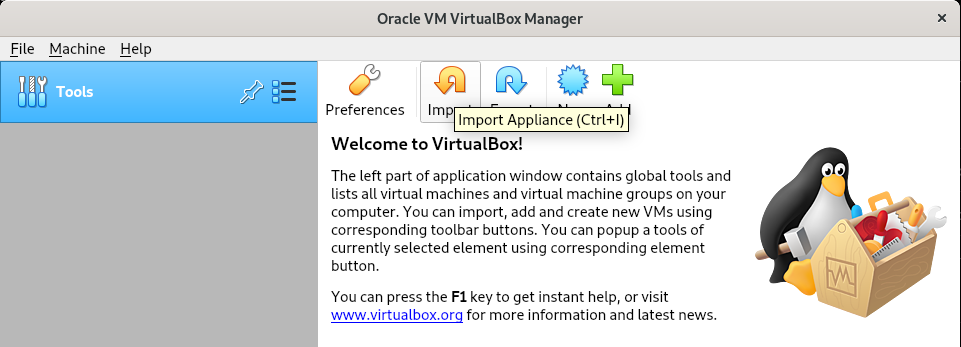 Oracle VM VirtualBox Manager
File Machine Help
Tools
Preferences
Import Appliance (Ctrl+I)
Welcome to VirtualBox!
The left part of application window contains global tools and
lists all virtual machines and virtual machine groups on your
computer. You can import, add and create new VMs using
corresponding toolbar buttons. You can popup a tools of
currently selected element using corresponding element
button.
You can press the F1 key to get instant help, or visit
www.virtualbox.org for more information and latest news.